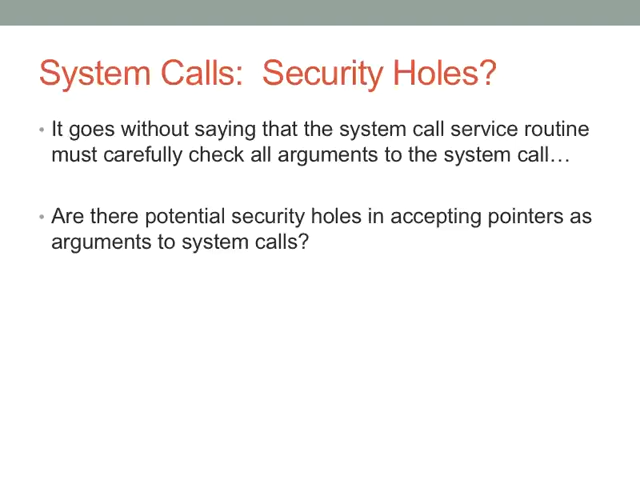 System Calls:  Security Holes?
• It goes without saying that the system call service routine
must carefully check all arguments to the system call…
• Are there potential security holes in accepting pointers as
arguments to system calls?